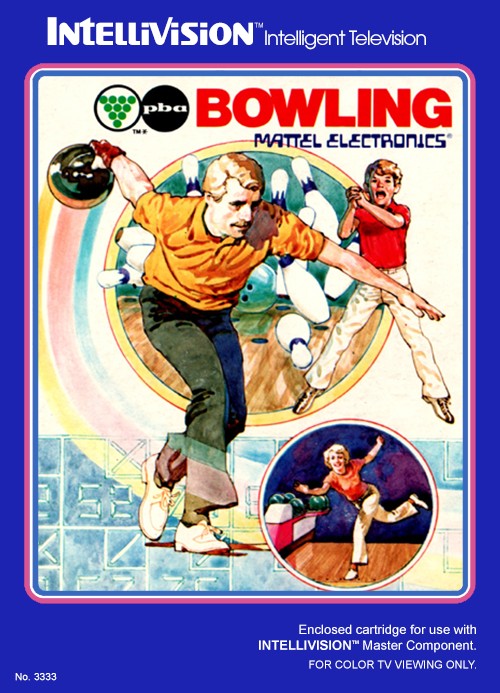 INTELLIVISION™ Intelligent Television
pba BOWLING
TM®
MATTEL ELECTRONICS®
Enclosed cartridge for use with
INTELLIVISION™ Master Component.
FOR COLOR TV VIEWING ONLY.
No. 3333